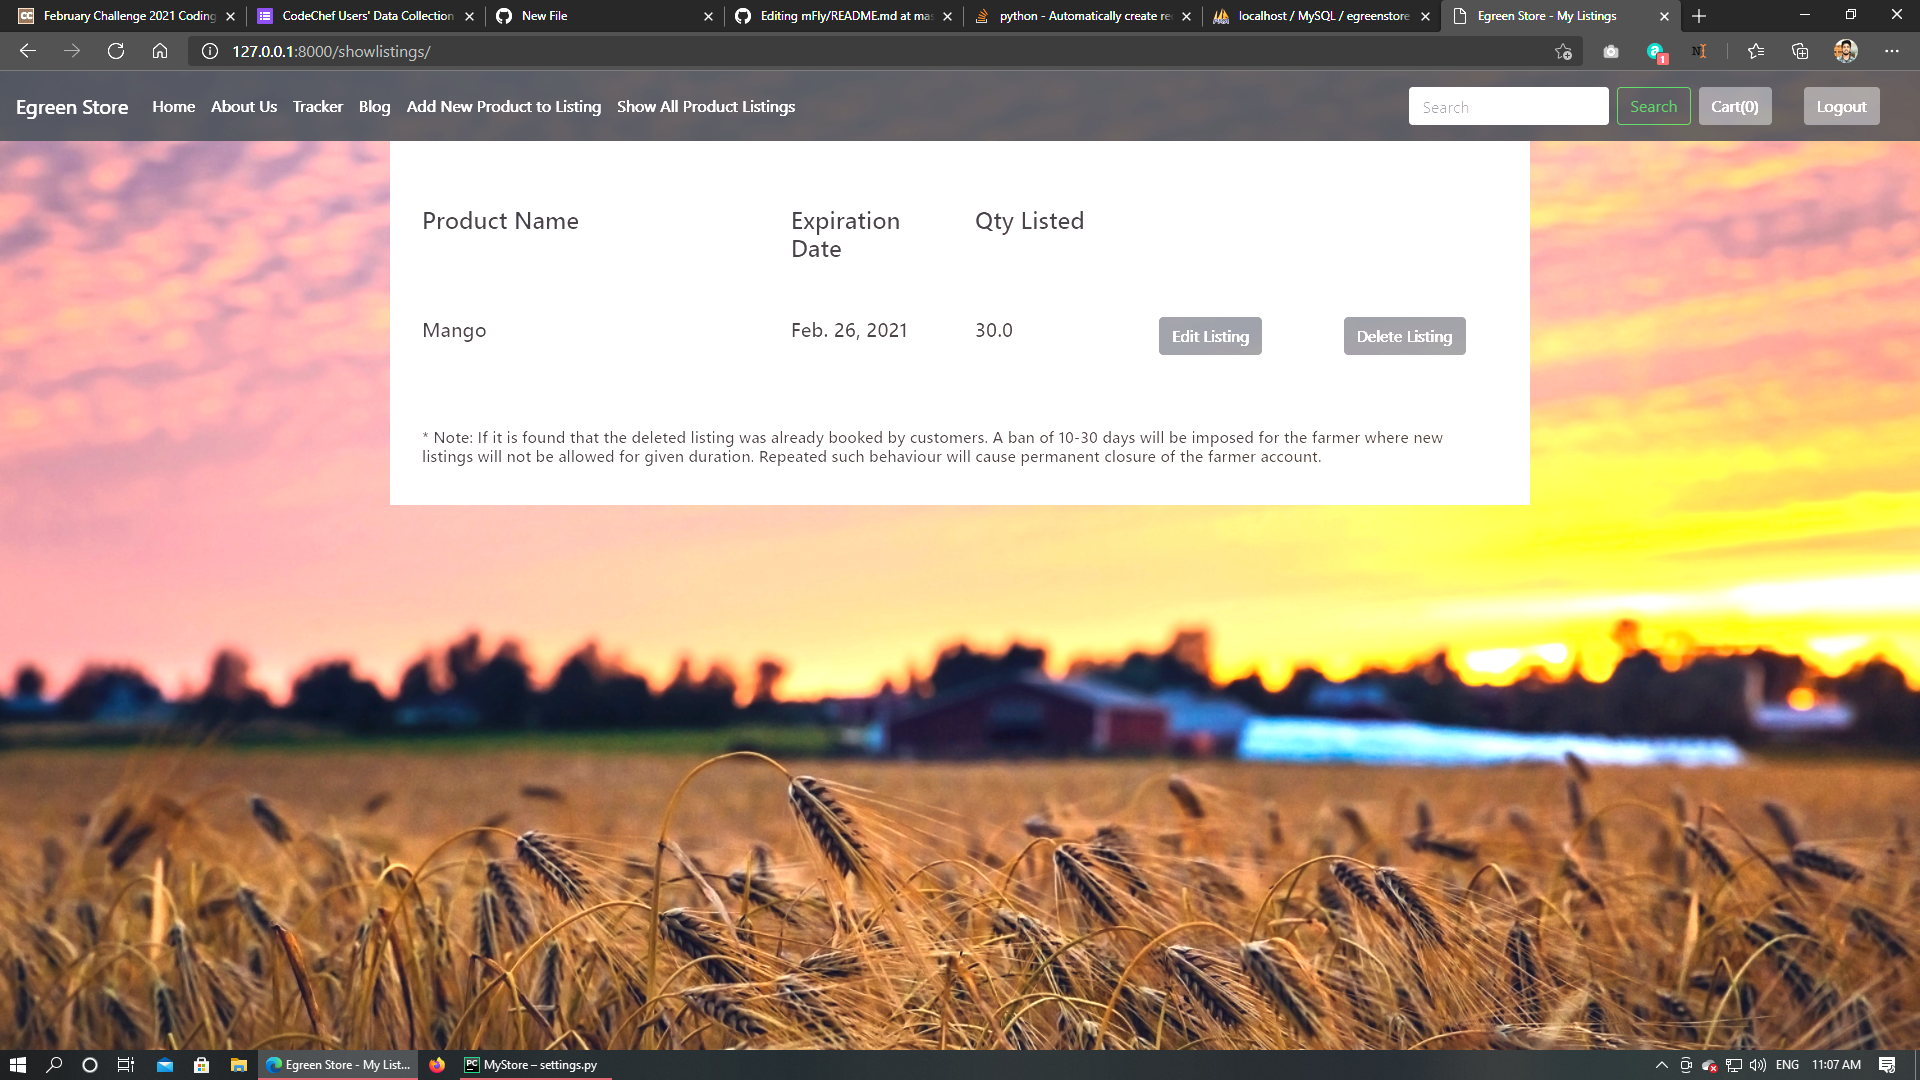 February Challenge 2021 Coding
CodeChef Users' Data Collection
New File
Editing mFly/README.md at mas
python - Automatically create re
localhost / MySQL / egreenstore
Egreen Store - My Listings
127.0.0.1:8000/showlistings/
1
Egreen Store
Home
About Us
Tracker
Blog
Add New Product to Listing
Show All Product Listings
Search
Search
Cart(0)
Logout
Product Name
Expiration
Date
Qty Listed
Mango
Feb. 26, 2021
30.0
Edit Listing
Delete Listing
* Note: If it is found that the deleted listing was already booked by customers. A ban of 10-30 days will be imposed for the farmer where new
listings will not be allowed for given duration. Repeated such behaviour will cause permanent closure of the farmer account.
Egreen Store - My List...
MyStore – settings.py
ENG
11:07 AM